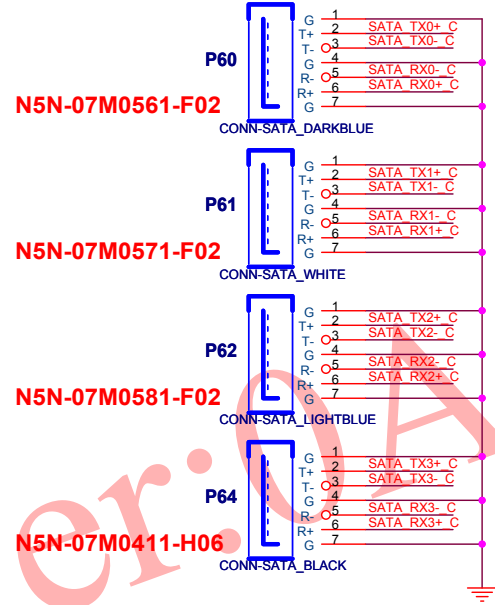 G 1
T+ 2 SATA_TX0+_C
T- 3 SATA_TX0-_C
G 4
P60
R- 5 SATA_RX0-_C
R+ 6 SATA_RX0+_C
G 7
N5N-07M0561-F02
CONN-SATA_DARKBLUE
G 1
T+ 2 SATA_TX1+_C
T- 3 SATA_TX1-_C
G 4
P61
R- 5 SATA_RX1-_C
R+ 6 SATA_RX1+_C
G 7
N5N-07M0571-F02
CONN-SATA_WHITE
G 1
T+ 2 SATA_TX2+_C
T- 3 SATA_TX2-_C
G 4
P62
R- 5 SATA_RX2-_C
R+ 6 SATA_RX2+_C
G 7
N5N-07M0581-F02
CONN-SATA_LIGHTBLUE
G 1
T+ 2 SATA_TX3+_C
T- 3 SATA_TX3-_C
G 4
P64
R- 5 SATA_RX3-_C
R+ 6 SATA_RX3+_C
G 7
N5N-07M0411-H06
CONN-SATA_BLACK
er:0A